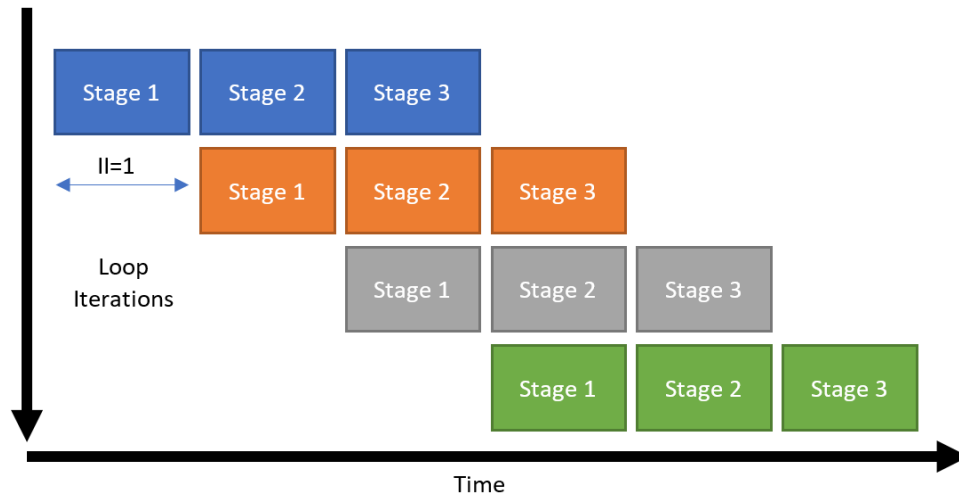 Stage 1
Stage 2
Stage 3
II=1
Stage 1
Stage 2
Stage 3
Loop
Iterations
Stage 1
Stage 2
Stage 3
Stage 1
Stage 2
Stage 3
Time